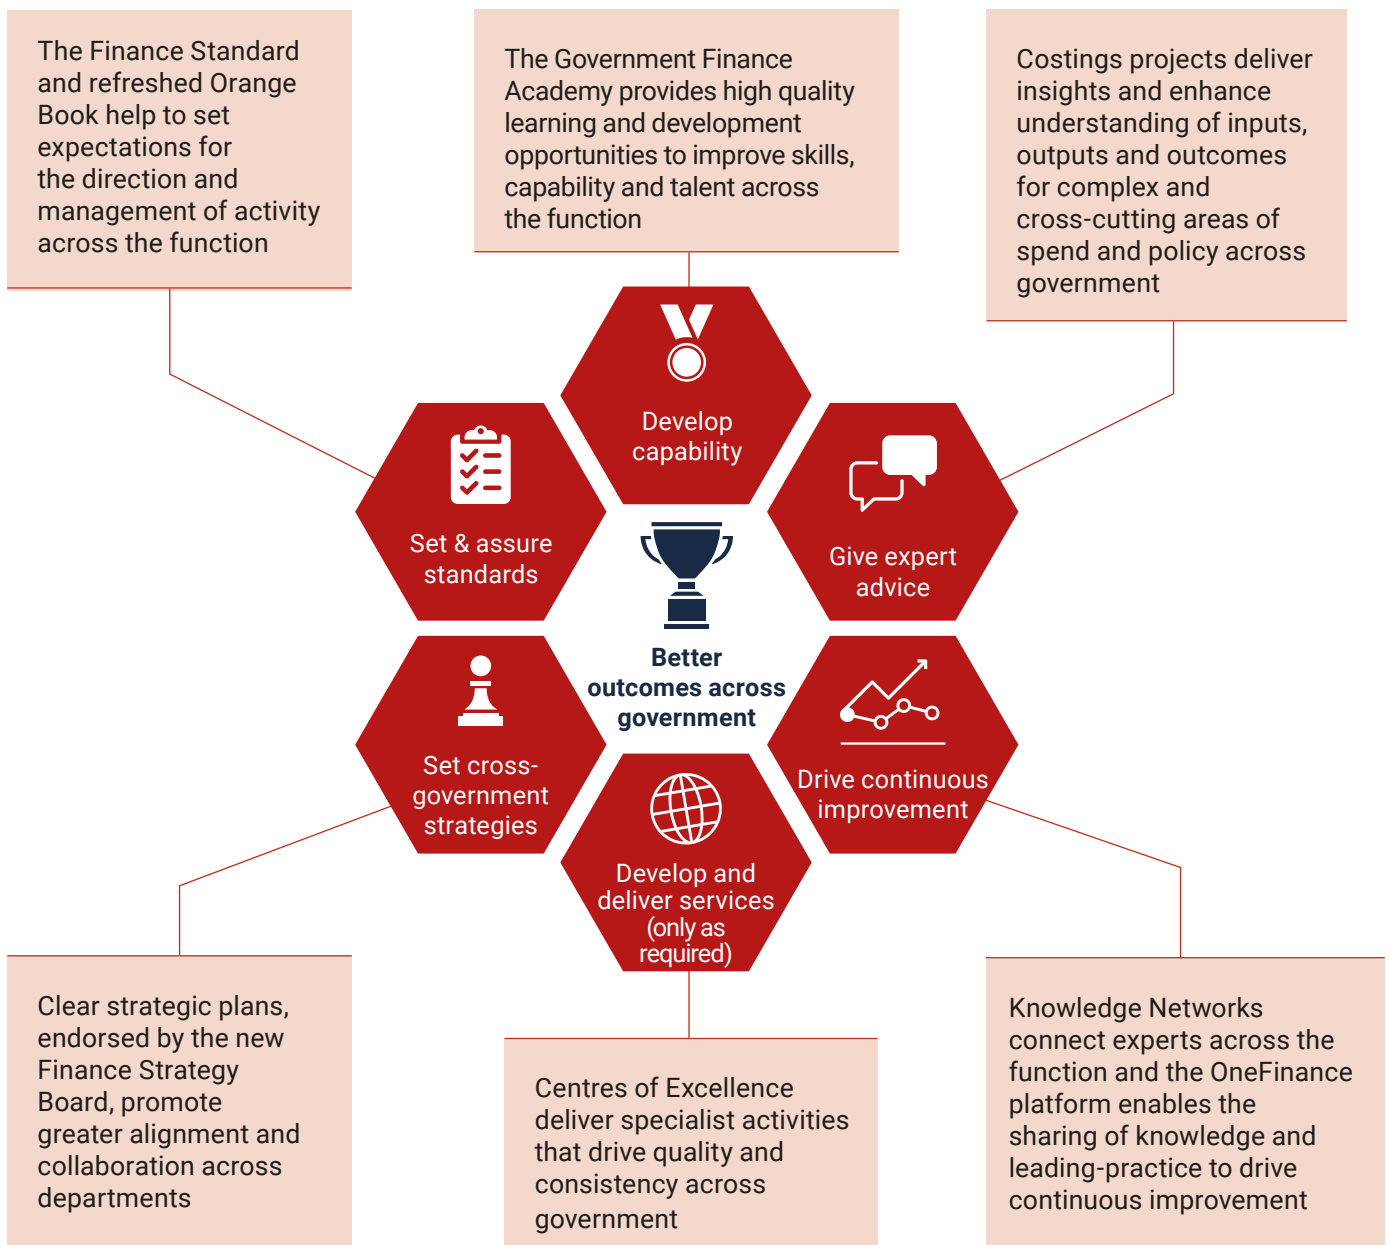 The Finance Standard
and refreshed Orange
Book help to set
expectations for
the direction and
management of activity
across the function
The Government Finance
Academy provides high quality
learning and development
opportunities to improve skills,
capability and talent across
the function
Costings projects deliver
insights and enhance
understanding of inputs,
outputs and outcomes
for complex and
cross-cutting areas of
spend and policy across
government
Develop
capability
Set & assure
standards
Give expert
advice
Better
outcomes across
government
Set cross-
government
strategies
Drive continuous
improvement
Develop and
deliver services
(only as
required)
Clear strategic plans,
endorsed by the new
Finance Strategy
Board, promote
greater alignment and
collaboration across
departments
Centres of Excellence
deliver specialist activities
that drive quality and
consistency across
government
Knowledge Networks
connect experts across the
function and the OneFinance
platform enables the
sharing of knowledge and
leading-practice to drive
continuous improvement